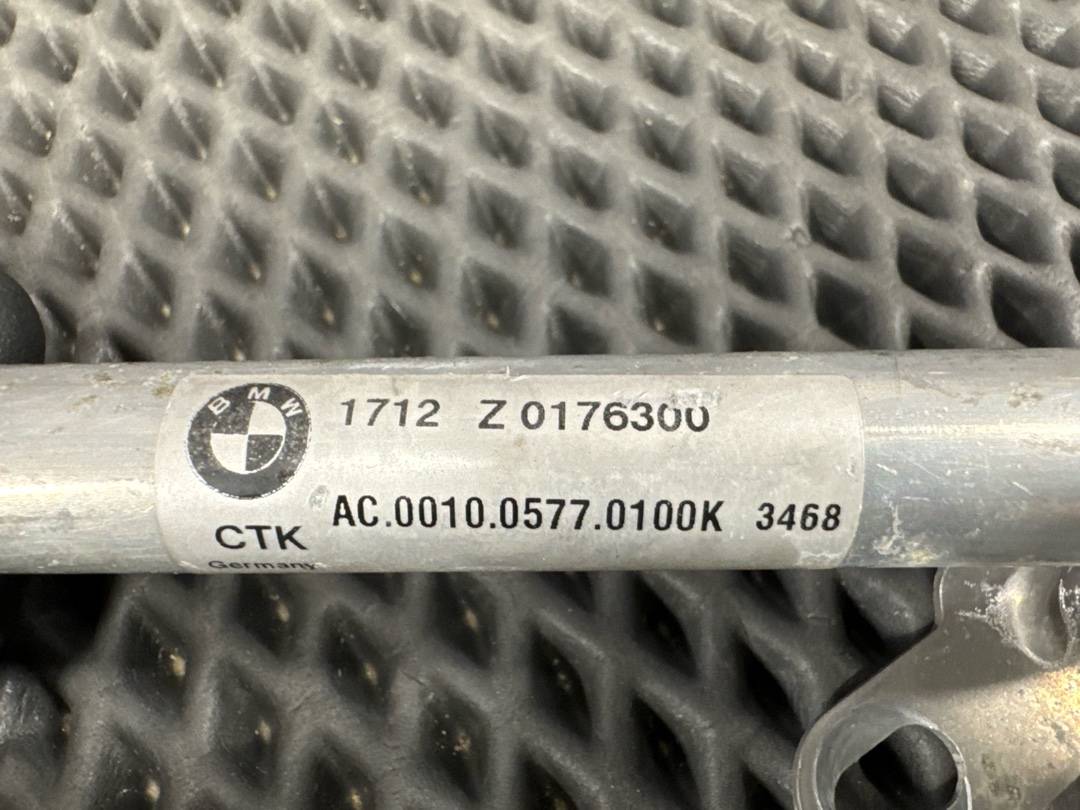 BMW
1712 Z 0176300
AC.0010.0577.0100K 3468
CTK
Germany